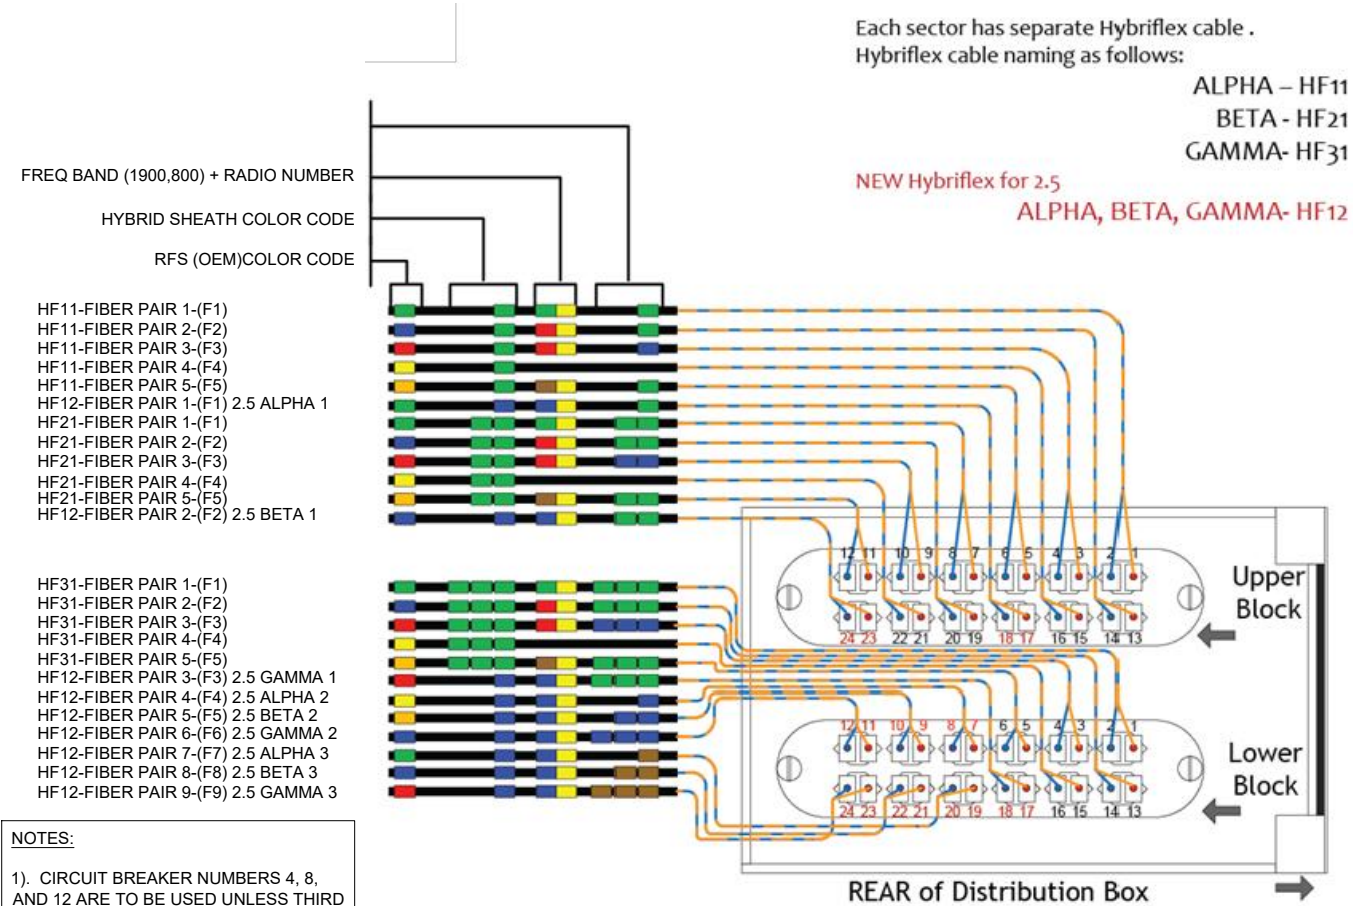 Each sector has separate Hybriflex cable .
Hybriflex cable naming as follows:
ALPHA – HF11
BETA - HF21
GAMMA- HF31
NEW Hybriflex for 2.5
ALPHA, BETA, GAMMA- HF12
FREQ BAND (1900,800) + RADIO NUMBER
HYBRID SHEATH COLOR CODE
RFS (OEM)COLOR CODE
HF11-FIBER PAIR 1-(F1)
HF11-FIBER PAIR 2-(F2)
HF11-FIBER PAIR 3-(F3)
HF11-FIBER PAIR 4-(F4)
HF11-FIBER PAIR 5-(F5)
HF12-FIBER PAIR 1-(F1) 2.5 ALPHA 1
HF21-FIBER PAIR 1-(F1)
HF21-FIBER PAIR 2-(F2)
HF21-FIBER PAIR 3-(F3)
HF21-FIBER PAIR 4-(F4)
HF21-FIBER PAIR 5-(F5)
HF12-FIBER PAIR 2-(F2) 2.5 BETA 1
HF31-FIBER PAIR 1-(F1)
HF31-FIBER PAIR 2-(F2)
HF31-FIBER PAIR 3-(F3)
HF31-FIBER PAIR 4-(F4)
HF31-FIBER PAIR 5-(F5)
HF12-FIBER PAIR 3-(F3) 2.5 GAMMA 1
HF12-FIBER PAIR 4-(F4) 2.5 ALPHA 2
HF12-FIBER PAIR 5-(F5) 2.5 BETA 2
HF12-FIBER PAIR 6-(F6) 2.5 GAMMA 2
HF12-FIBER PAIR 7-(F7) 2.5 ALPHA 3
HF12-FIBER PAIR 8-(F8) 2.5 BETA 3
HF12-FIBER PAIR 9-(F9) 2.5 GAMMA 3
12 11 10 9 8 7 6 5 4 3 2 1
24 23 22 21 20 19 18 17 16 15 14 13
Upper
Block
12 11 10 9 8 7 6 5 4 3 2 1
24 23 22 21 20 19 18 17 16 15 14 13
Lower
Block
REAR of Distribution Box
NOTES:
1). CIRCUIT BREAKER NUMBERS 4, 8,
AND 12 ARE TO BE USED UNLESS THIRD